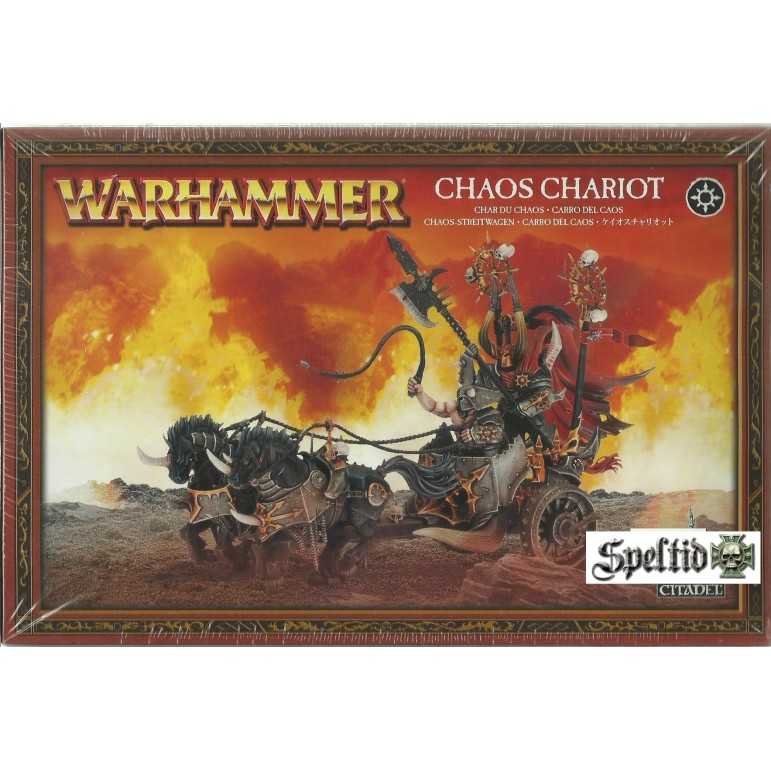 WARHAMMER
CHAOS CHARIOT
CHAR DU CHAOS • CARRO DEL CAOS
CHAOS-STREITWAGEN • CARRO DEL CAOS • ケイオスチャリオット
Speltid
CITADEL